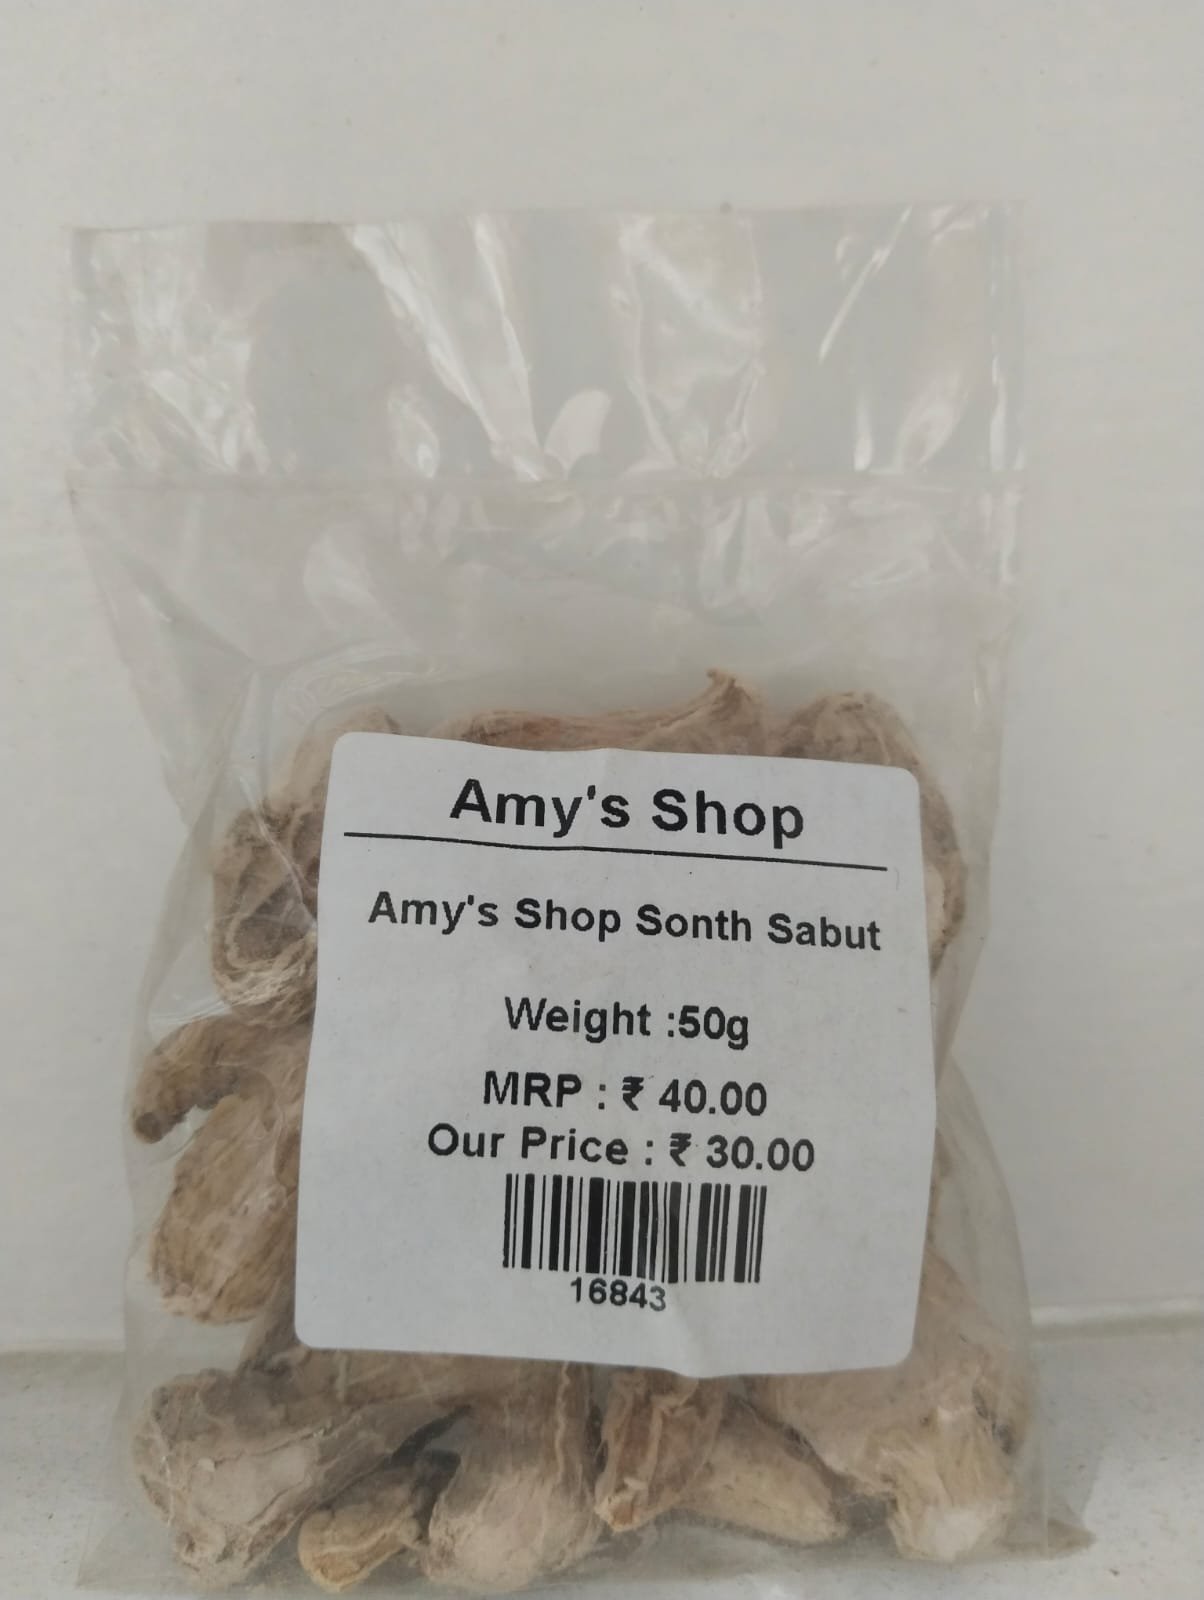 Amy's Shop
Amy's Shop Sonth Sabut
Weight :50g
MRP : ₹ 40.00
Our Price : ₹ 30.00
16843